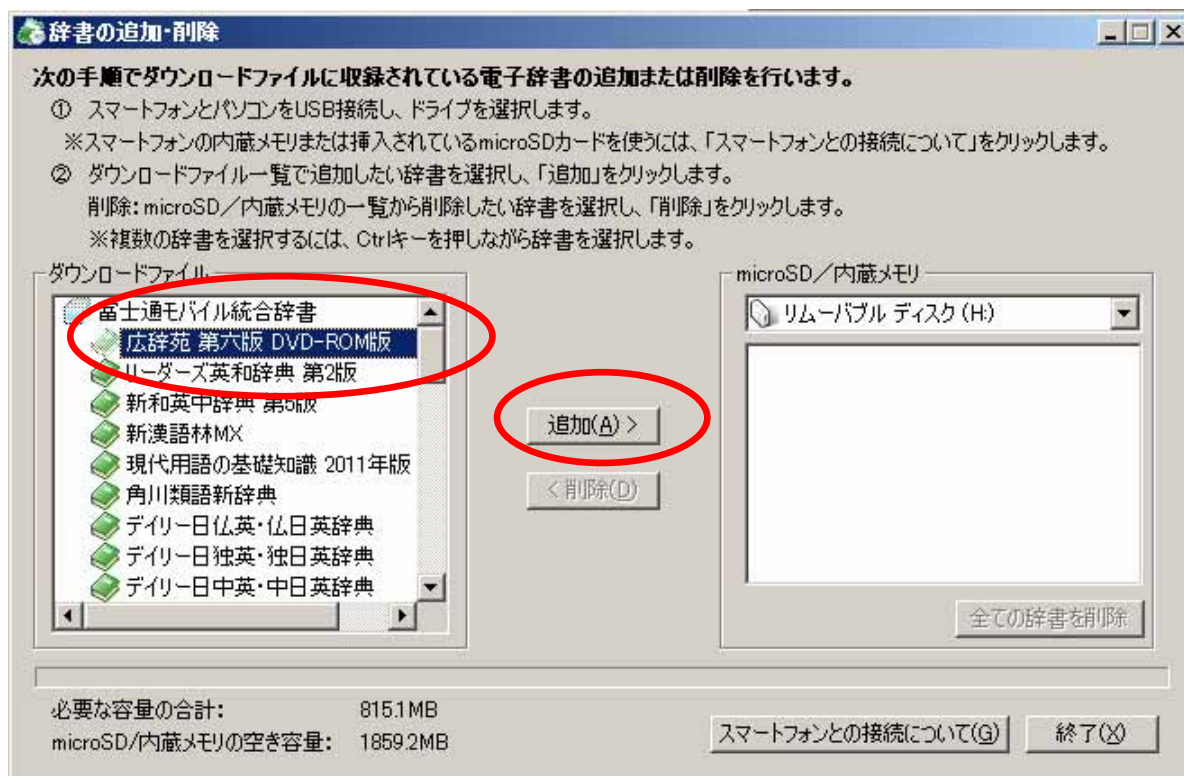 辞書の追加・削除
次の手順でダウンロードファイルに収録されている電子辞書の追加または削除を行います。
① スマートフォンとパソコンをUSB接続し、ドライブを選択します。
※スマートフォンの内蔵メモリまたは挿入されているmicroSDカードを使うには、「スマートフォンとの接続について」をクリックします。
② ダウンロードファイル一覧で追加したい辞書を選択し、「追加」をクリックします。
削除：microSD／内蔵メモリの一覧から削除したい辞書を選択し、「削除」をクリックします。
※複数の辞書を選択するには、Ctrlキーを押しながら辞書を選択します。
ダウンロードファイル
富士通モバイル統合辞書
広辞苑 第六版 DVD-ROM版
リーダーズ英和辞典 第2版
新和英中辞典 第5版
新漢語林MX
現代用語の基礎知識 2011年版
角川類語新辞典
デイリー日仏英・仏日英辞典
デイリー日独英・独日英辞典
デイリー日中英・中日英辞典
追加(A) >
< 削除(D)
microSD／内蔵メモリ
リムーバブル ディスク (H:)
全ての辞書を削除
必要な容量の合計： 815.1MB
microSD/内蔵メモリの空き容量： 1859.2MB
スマートフォンとの接続について(G)
終了(X)